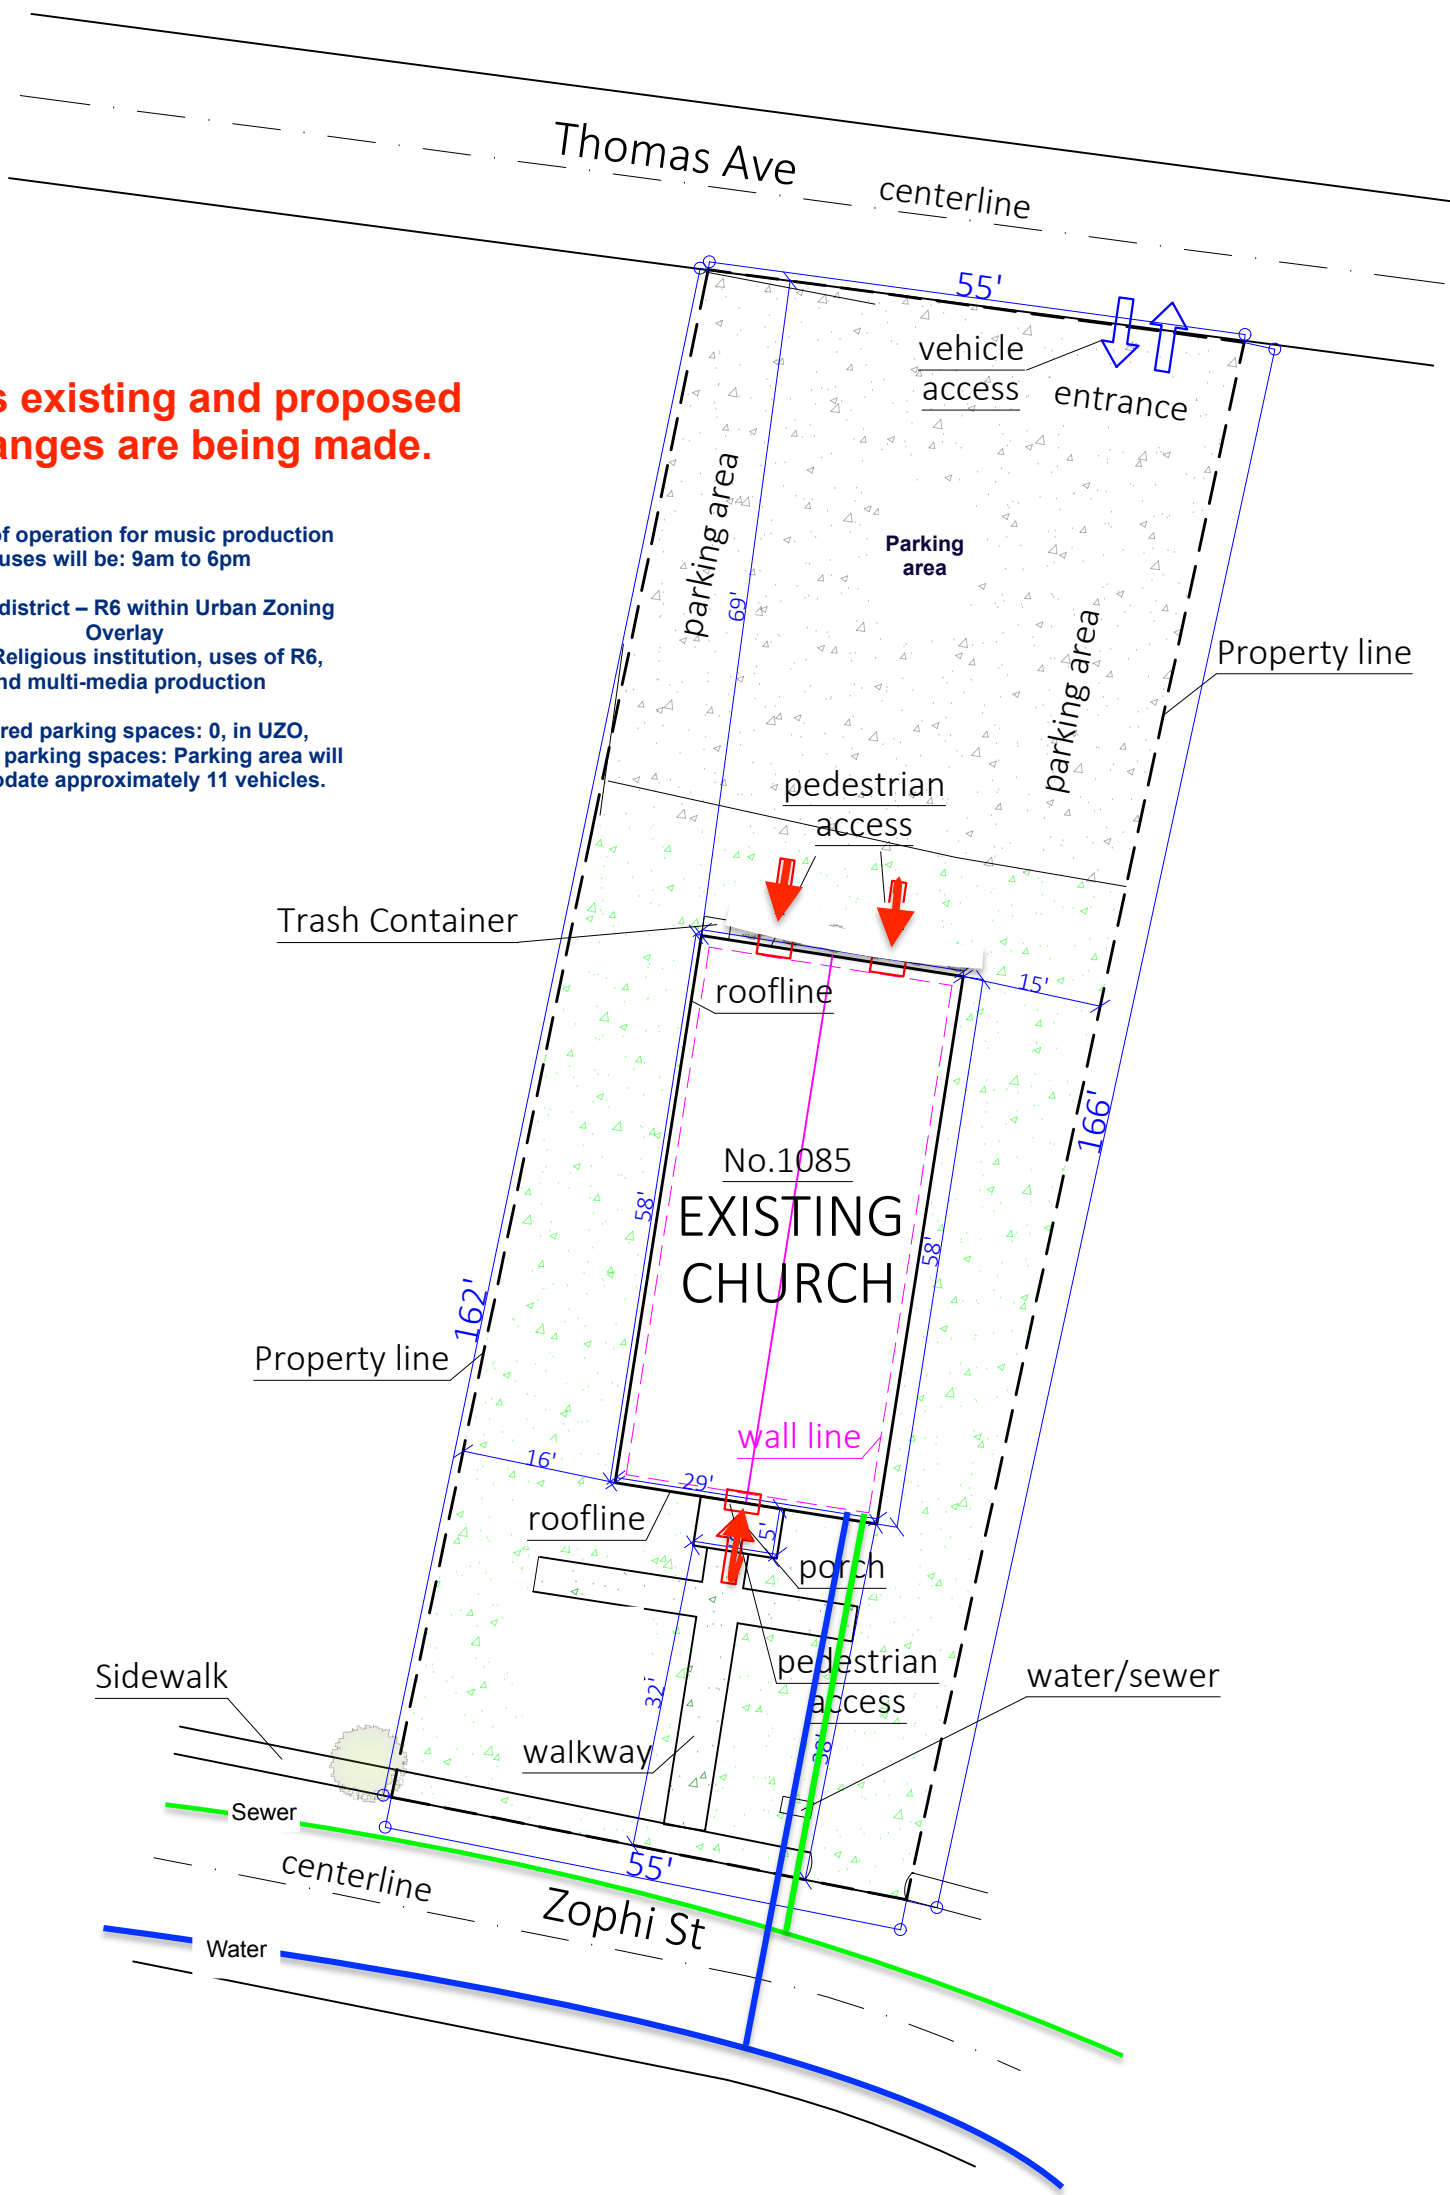 Thomas Ave
centerline
55'
vehicle
access
entrance
s existing and proposed
anges are being made.
of operation for music production
uses will be: 9am to 6pm
district – R6 within Urban Zoning
Overlay
Religious institution, uses of R6,
nd multi-media production
red parking spaces: 0, in UZO,
parking spaces: Parking area will
odate approximately 11 vehicles.
parking area
Parking
area
69'
parking area
Property line
pedestrian
access
Trash Container
roofline
15'
166'
No.1085
EXISTING
CHURCH
58'
58'
162'
Property line
wall line
16'
29'
roofline
5'
porch
pedestrian
access
water/sewer
Sidewalk
32'
38'
walkway
Sewer
centerline
55'
Zophi St
Water